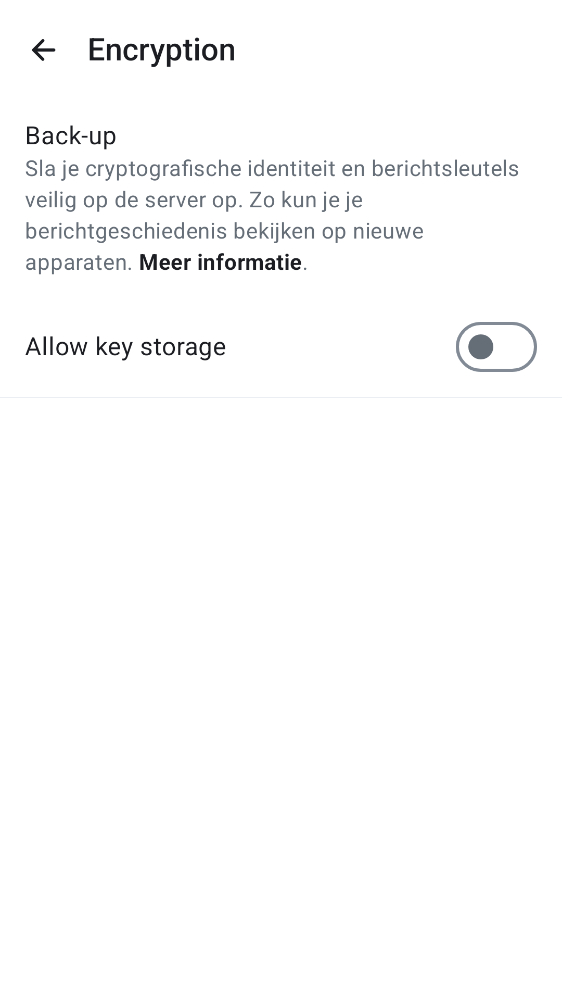 Encryption
Back-up
Sla je cryptografische identiteit en berichtsleutels
veilig op de server op. Zo kun je je
berichtgeschiedenis bekijken op nieuwe
apparaten. Meer informatie.
Allow key storage